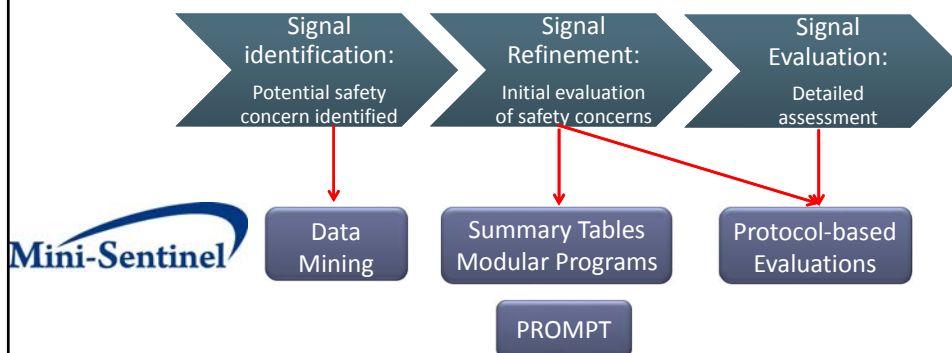 Signal
identification:
Potential safety
concern identified
Signal
Refinement:
Initial evaluation
of safety concerns
Signal
Evaluation:
Detailed
assessment
Mini-Sentinel
Data
Mining
Summary Tables
Modular Programs
Protocol-based
Evaluations
PROMPT